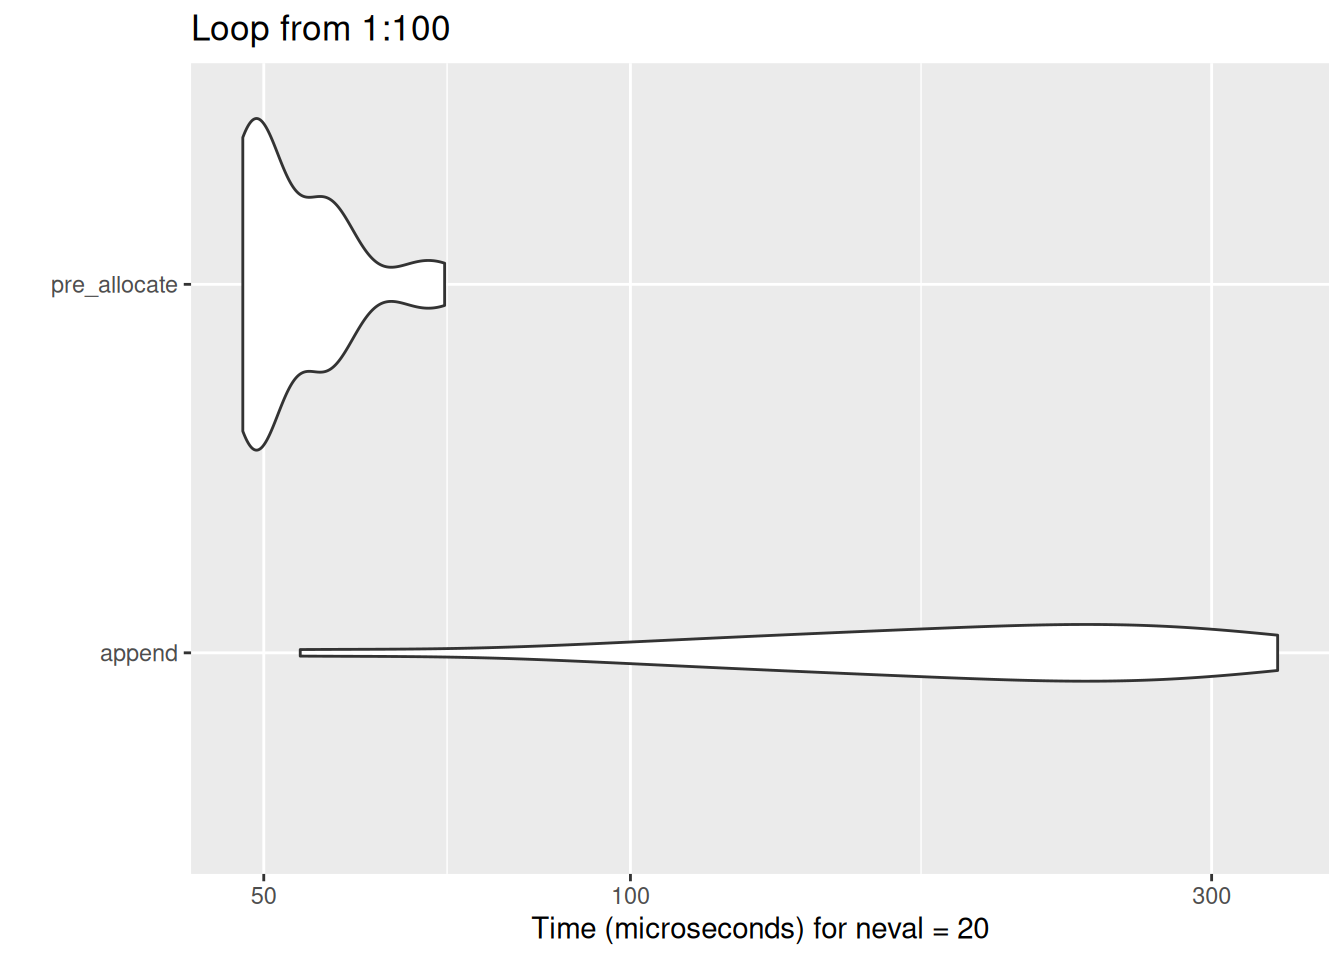 Loop from 1:100
pre_allocate
append
50 100 300
Time (microseconds) for neval = 20